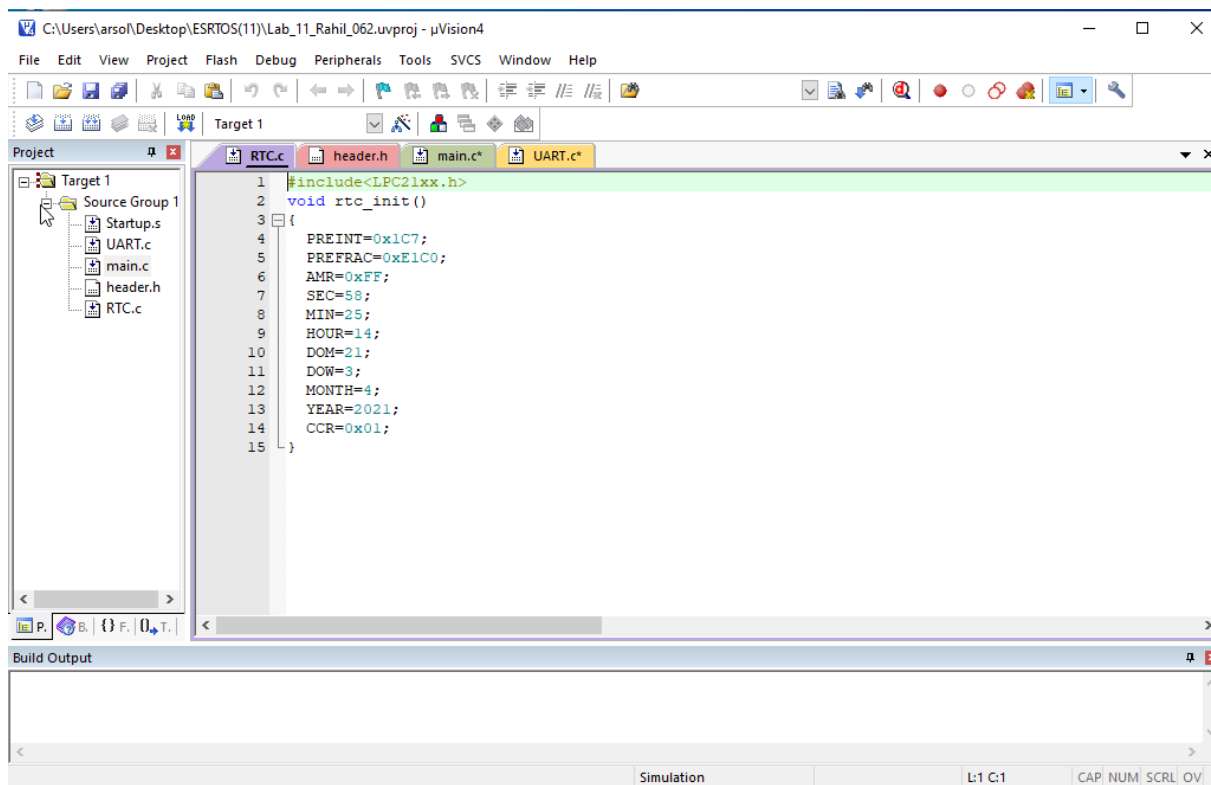 C:\Users\arsol\Desktop\ESRTOS(11)\Lab_11_Rahil_062.uvproj - µVision4
File Edit View Project Flash Debug Peripherals Tools SVCS Window Help
LOAD Target 1
Project
RTC.c header.h main.c* UART.c*
Target 1
Source Group 1
Startup.s
UART.c
main.c
header.h
RTC.c
1 #include<LPC21xx.h>
2 void rtc_init()
3 {
4 PREINT=0x1C7;
5 PREFRAC=0xE1C0;
6 AMR=0xFF;
7 SEC=58;
8 MIN=25;
9 HOUR=14;
10 DOM=21;
11 DOW=3;
12 MONTH=4;
13 YEAR=2021;
14 CCR=0x01;
15 }
P. B. {} F. 0 T.
Build Output
Simulation L:1 C:1 CAP NUM SCRL OV